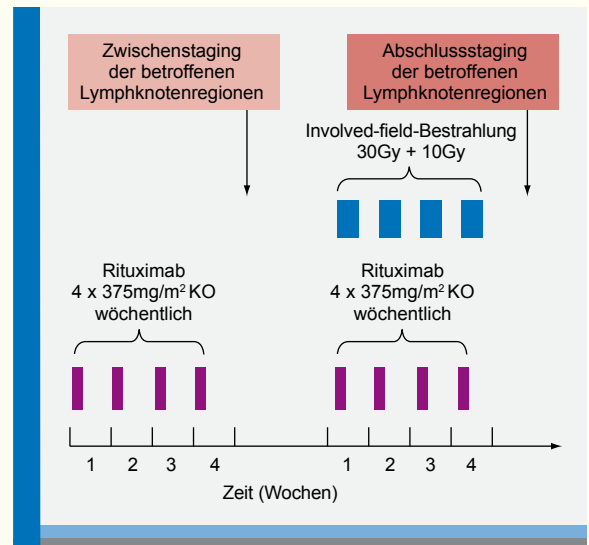 Zwischenstaging
der betroffenen
Lymphknotenregionen
Abschlussstaging
der betroffenen
Lymphknotenregionen
Involved-field-Bestrahlung
30Gy + 10Gy
Rituximab
4 x 375mg/m² KO
wöchentlich
Rituximab
4 x 375mg/m² KO
wöchentlich
1 2 3 4 1 2 3 4
Zeit (Wochen)